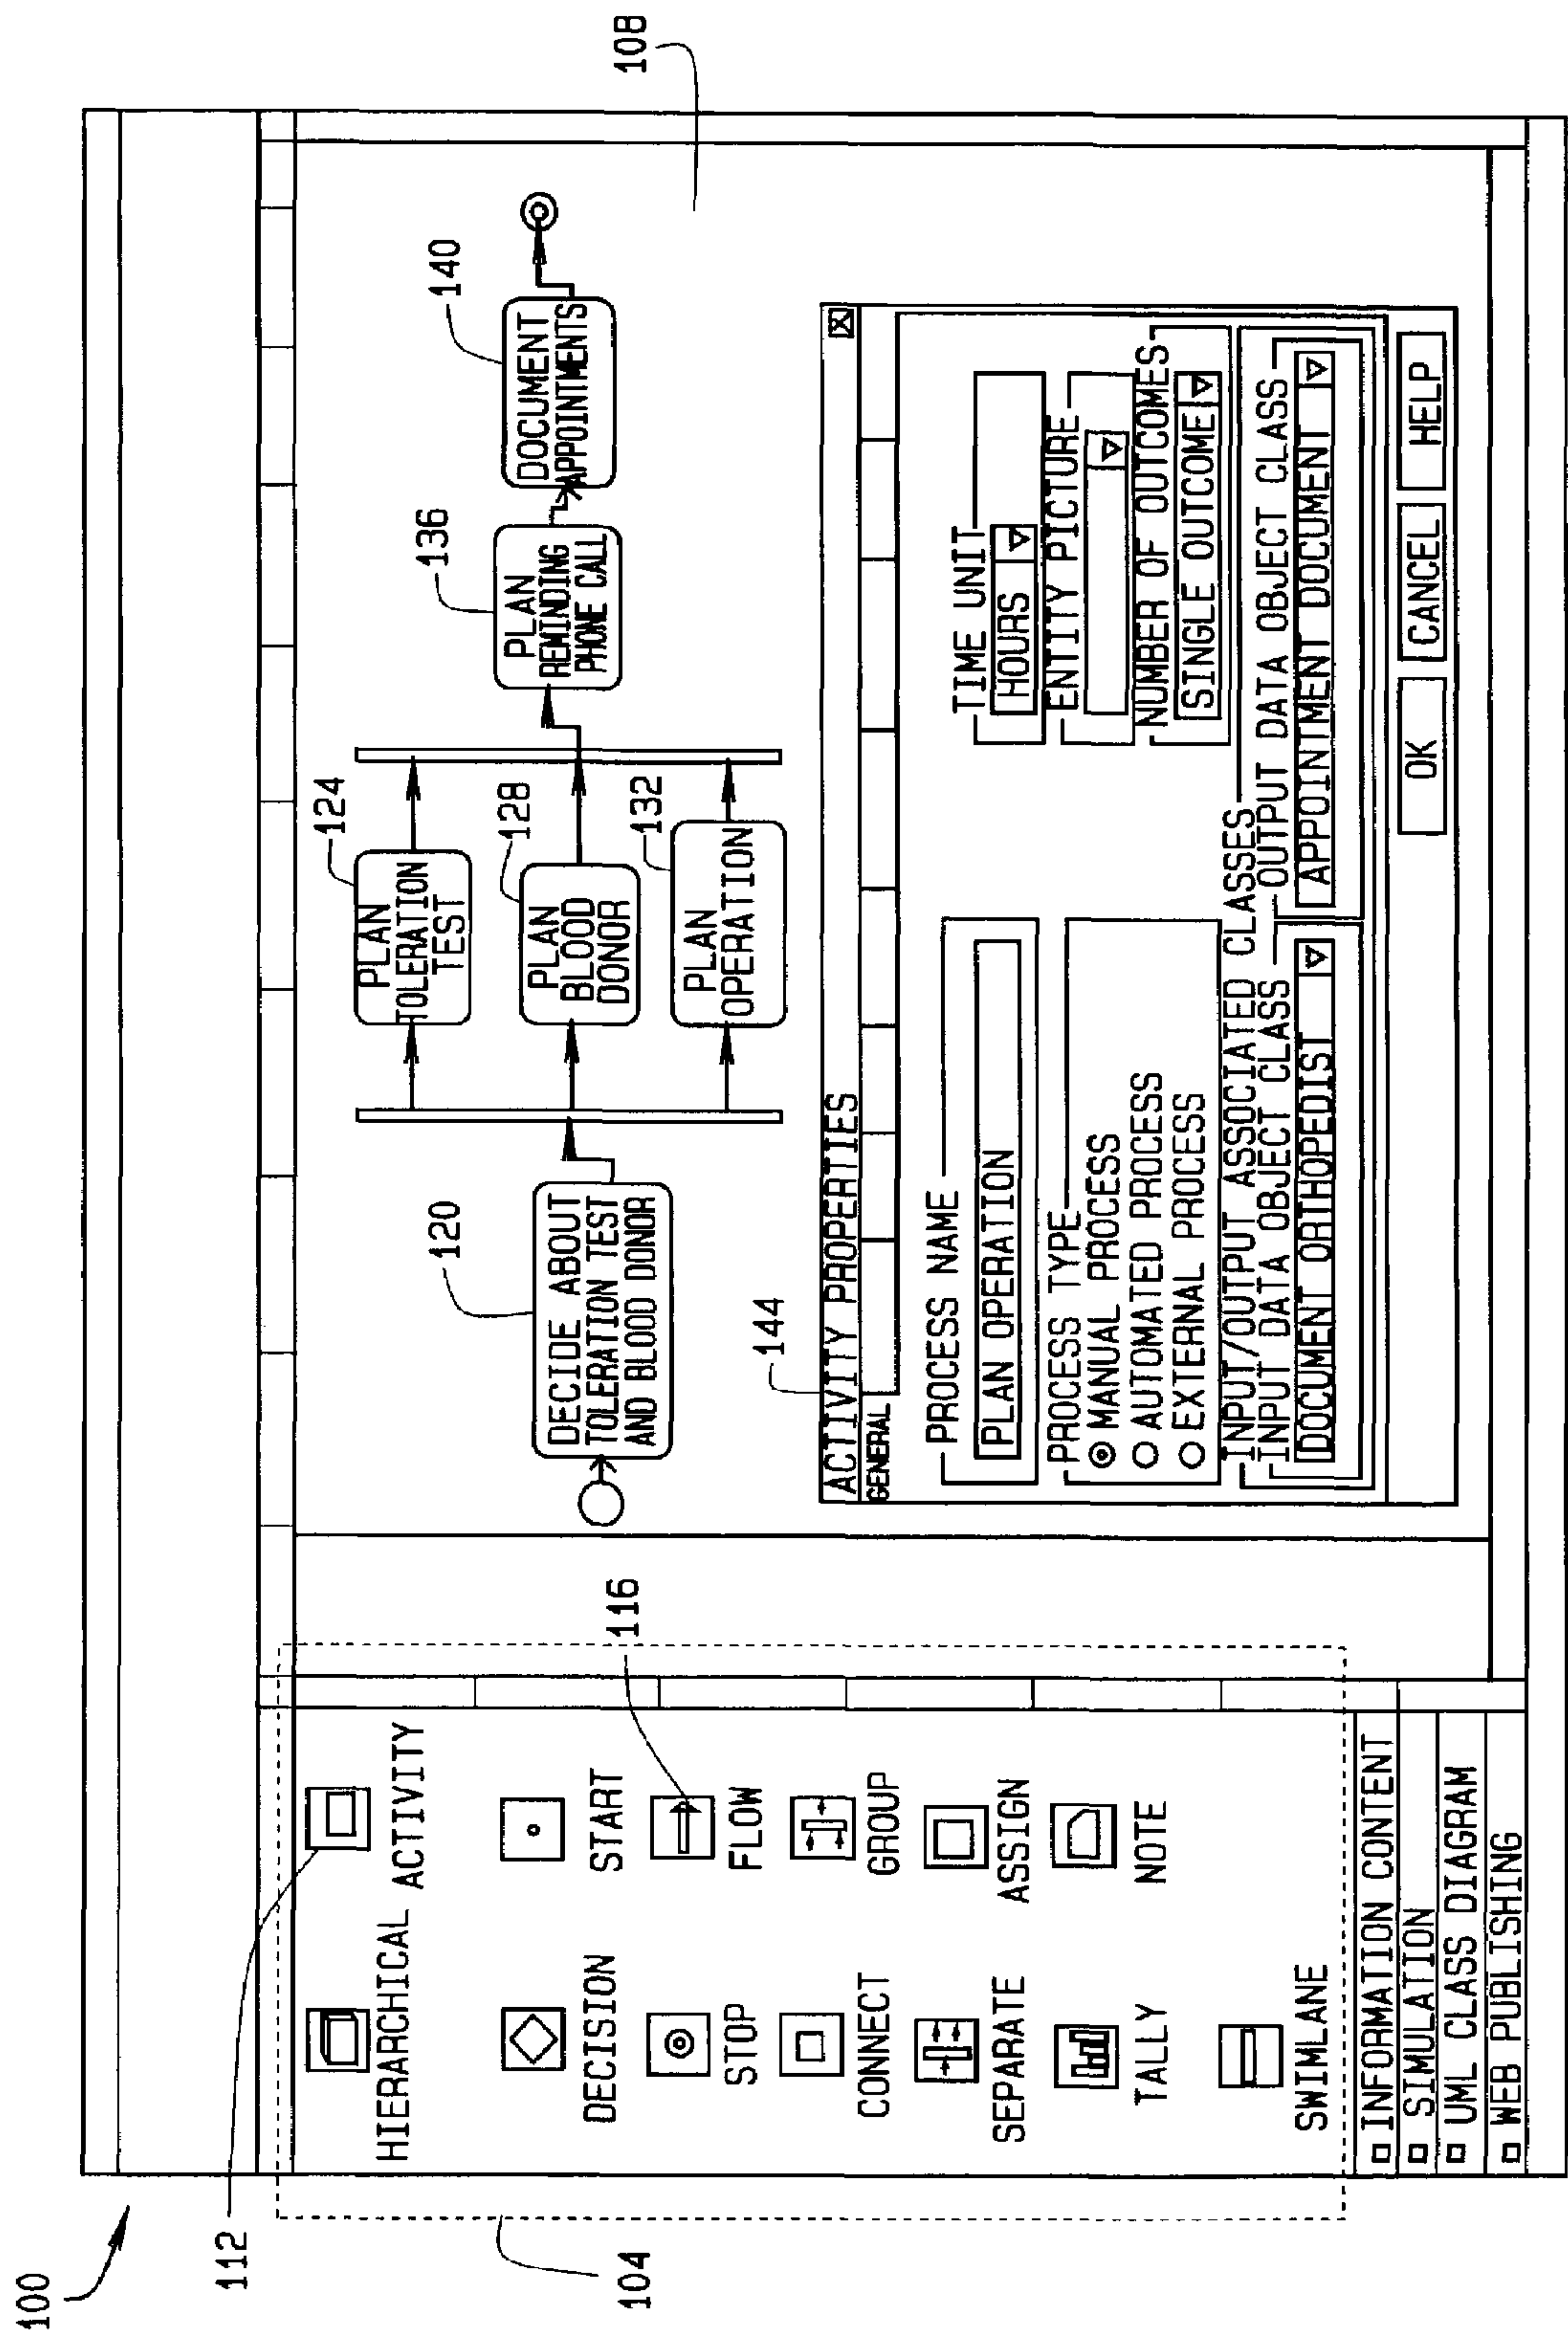 100
112
104
HIERARCHICAL
ACTIVITY
DECISION
START
STOP
FLOW
116
CONNECT
GROUP
SEPARATE
ASSIGN
TALLY
NOTE
SWIMLANE
INFORMATION CONTENT
SIMULATION
UML CLASS DIAGRAM
WEB PUBLISHING
108
120
DECIDE ABOUT
TOLERATION TEST
AND BLOOD DONOR
124
PLAN
TOLERATION
TEST
128
PLAN
BLOOD
DONOR
132
PLAN
OPERATION
136
PLAN
REMINDING
PHONE CALL
140
DOCUMENT
APPOINTMENTS
144
ACTIVITY PROPERTIES
X
GENERAL
PROCESS NAME
PLAN OPERATION
PROCESS TYPE
MANUAL PROCESS
AUTOMATED PROCESS
EXTERNAL PROCESS
TIME UNIT
HOURS
ENTITY PICTURE
NUMBER OF OUTCOMES
SINGLE OUTCOME
INPUT/OUTPUT ASSOCIATED CLASSES
INPUT DATA OBJECT CLASS
DOCUMENT ORTHOPEDIST
OUTPUT DATA OBJECT CLASS
APPOINTMENT DOCUMENT
OK
CANCEL
HELP